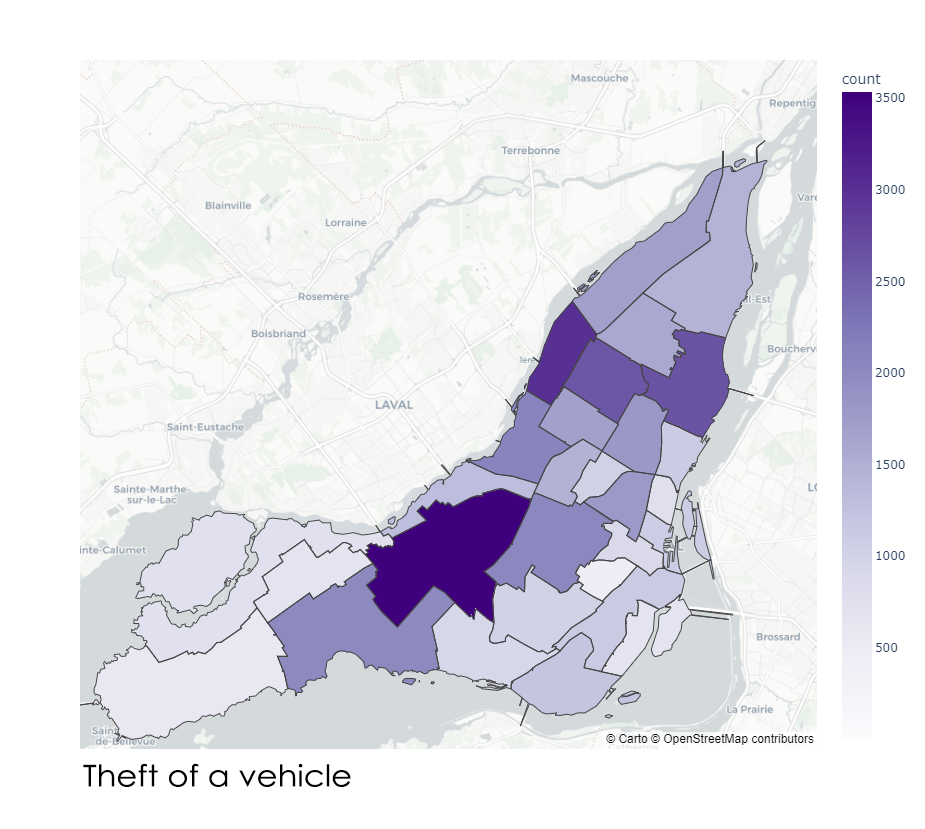 count
3500
3000
2500
2000
1500
1000
500
Mascouche
Repentig
Terrebonne
Vare
Blainville
Lorraine
Rosemère
Boisbriand
l-Est
Boucherv
LAVAL
Saint-Eustache
Sainte-Marthe-
sur-le-Lac
inte-Calumet
Brossard
La Prairie
Sain
de-Bellevue
© Carto © OpenStreetMap contributors
Theft of a vehicle